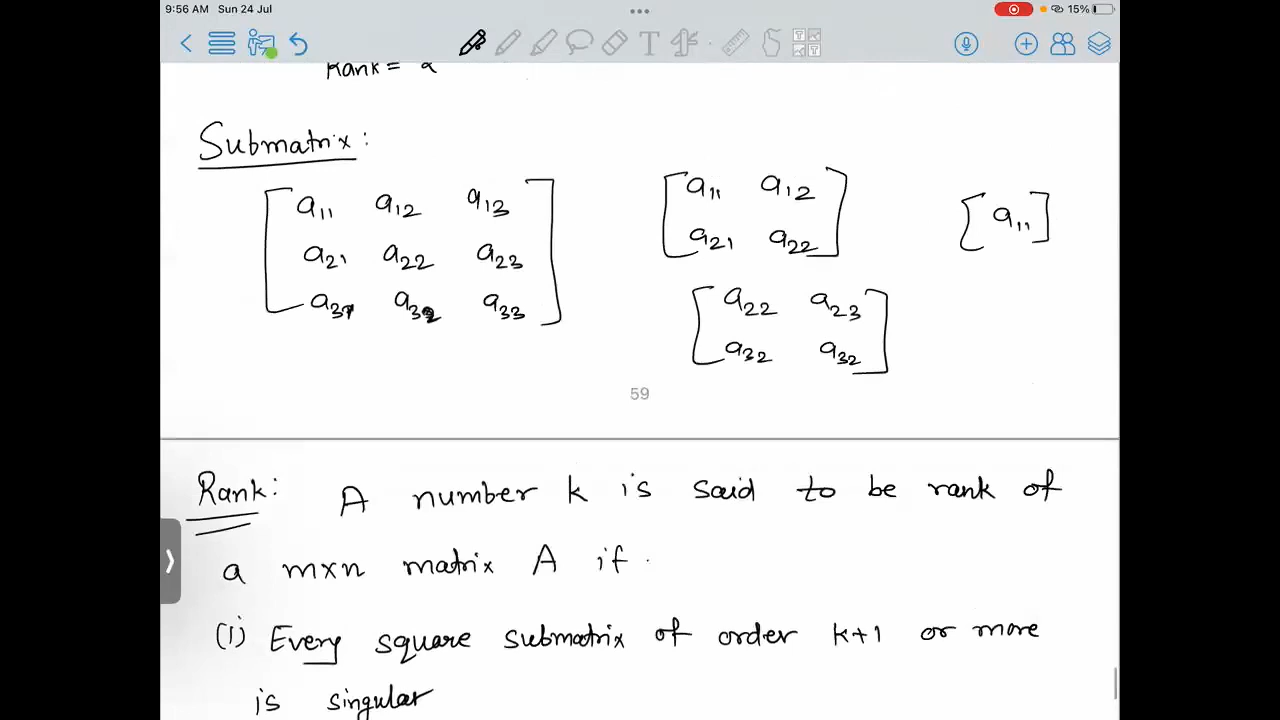 9:56 AM Sun 24 Jul
15%
Rank = 2
Submatrix:
a11 a12 a13
a21 a22 a23
a31 a32 a33
a11 a12
a21 a22
a22 a23
a32 a32
[a11]
59
Rank: A number k is said to be rank of
a mxn matrix A if
(1) Every square submatrix of order k+1 or more
is singular